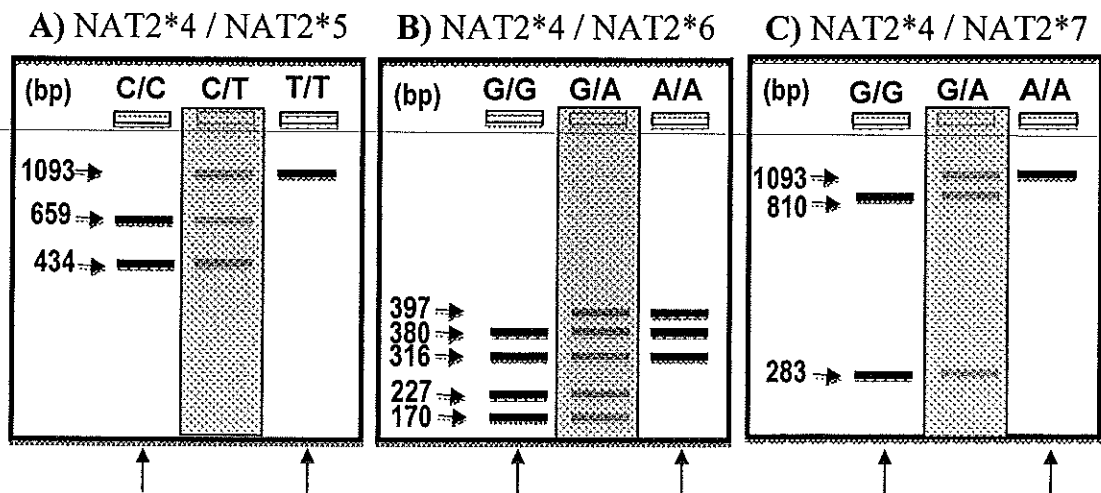 A) NAT2*4 / NAT2*5
(bp) C/C C/T T/T
1093
659
434
B) NAT2*4 / NAT2*6
(bp) G/G G/A A/A
397
380
316
227
170
C) NAT2*4 / NAT2*7
(bp) G/G G/A A/A
1093
810
283